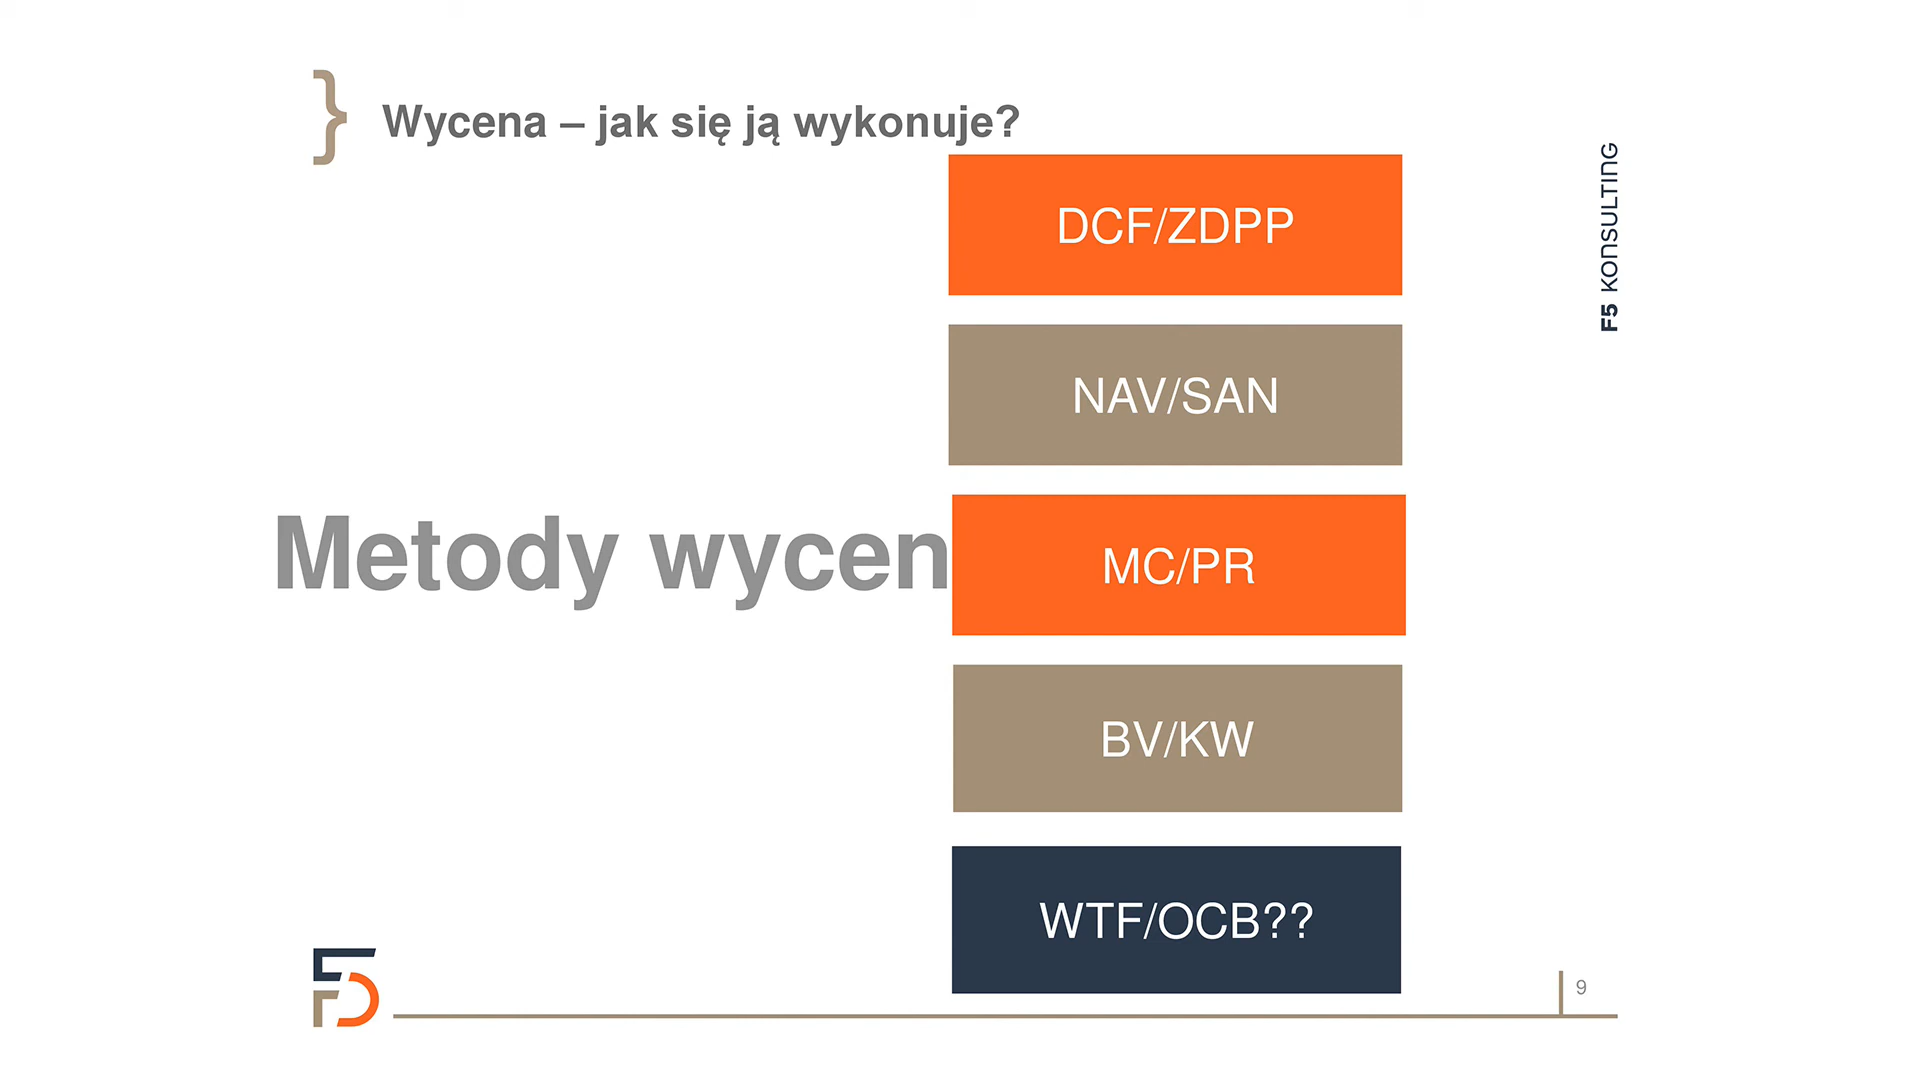 Wycena – jak się ją wykonuje?
DCF/ZDPP
NAV/SAN
Metody wycen
MC/PR
BV/KW
WTF/OCB??
F5 KONSULTING
9